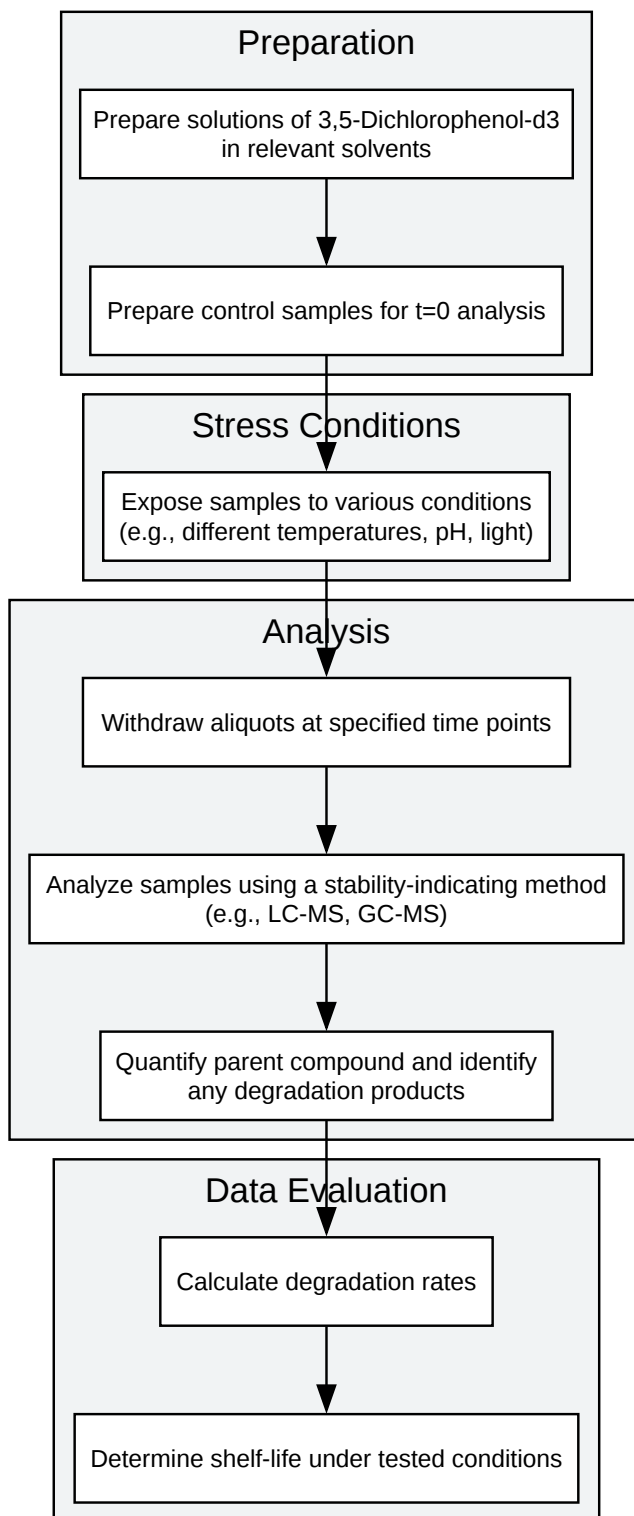 Preparation
Prepare solutions of 3,5-Dichlorophenol-d3
in relevant solvents
Prepare control samples for t=0 analysis
Stress Conditions
Expose samples to various conditions
(e.g., different temperatures, pH, light)
Analysis
Withdraw aliquots at specified time points
Analyze samples using a stability-indicating method
(e.g., LC-MS, GC-MS)
Quantify parent compound and identify
any degradation products
Data Evaluation
Calculate degradation rates
Determine shelf-life under tested conditions